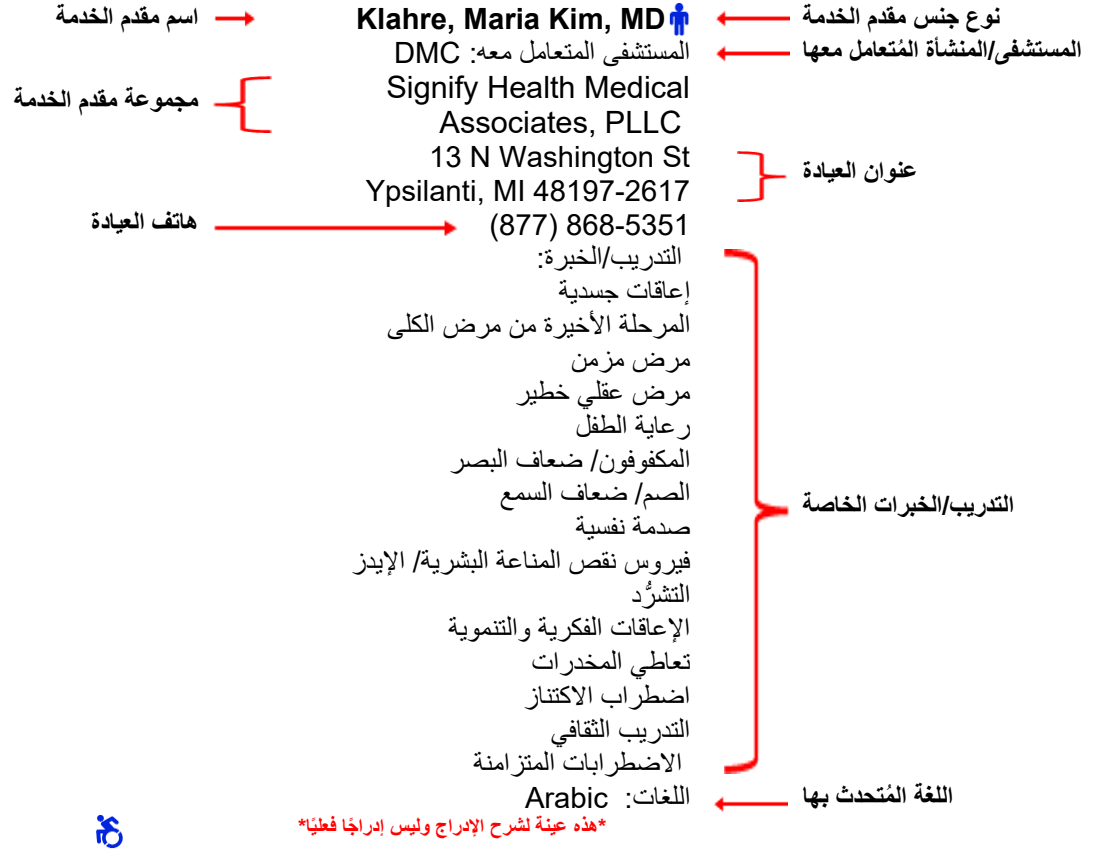 نوع جنس مقدم الخدمة
Klahre, Maria Kim, MD
اسم مقدم الخدمة
المستشفى/المنشأة المُتعامل معها
المستشفى المتعامل معه: DMC
Signify Health Medical
Associates, PLLC
مجموعة مقدم الخدمة
عنوان العيادة
13 N Washington St
Ypsilanti, MI 48197-2617
(877) 868-5351
هاتف العيادة
التدريب/الخبرة:
إعاقات جسدية
المرحلة الأخيرة من مرض الكلى
مرض مزمن
مرض عقلي خطير
رعاية الطفل
المكفوفون/ ضعاف البصر
الصم/ ضعاف السمع
التدريب/الخبرات الخاصة
صدمة نفسية
فيروس نقص المناعة البشرية/ الإيدز
التشرُّد
الإعاقات الفكرية والتنموية
تعاطي المخدرات
اضطراب الاكتناز
التدريب الثقافي
الاضطرابات المتزامنة
اللغة المُتحدث بها
اللغات: Arabic
*هذه عينة لشرح الإدراج وليس إدراجًا فعليًا*